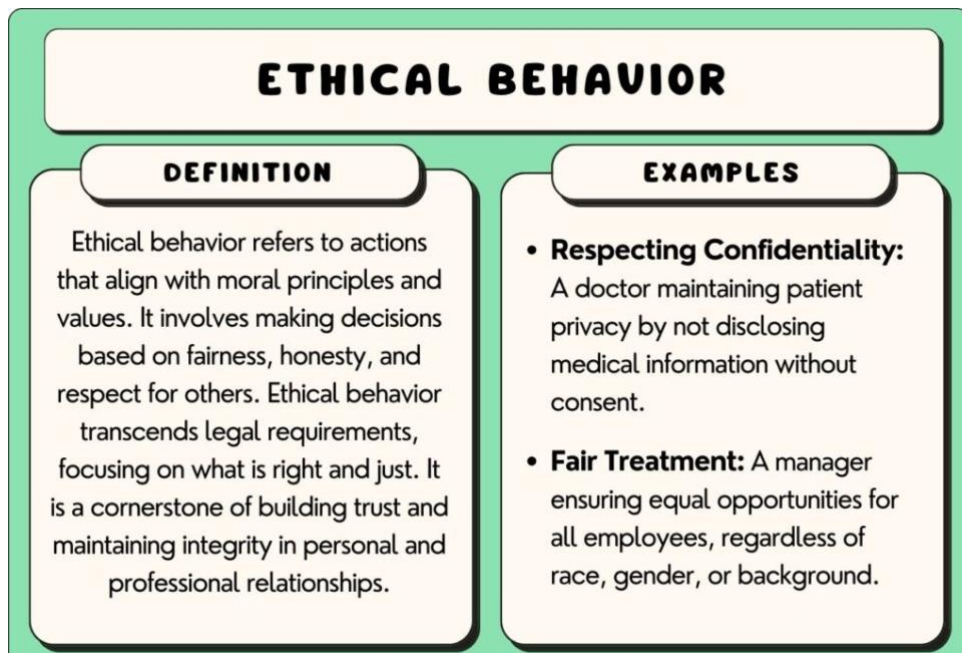 ETHICAL BEHAVIOR
DEFINITION
Ethical behavior refers to actions
that align with moral principles and
values. It involves making decisions
based on fairness, honesty, and
respect for others. Ethical behavior
transcends legal requirements,
focusing on what is right and just. It
is a cornerstone of building trust and
maintaining integrity in personal and
professional relationships.
EXAMPLES
• Respecting Confidentiality:
A doctor maintaining patient
privacy by not disclosing
medical information without
consent.
• Fair Treatment: A manager
ensuring equal opportunities for
all employees, regardless of
race, gender, or background.